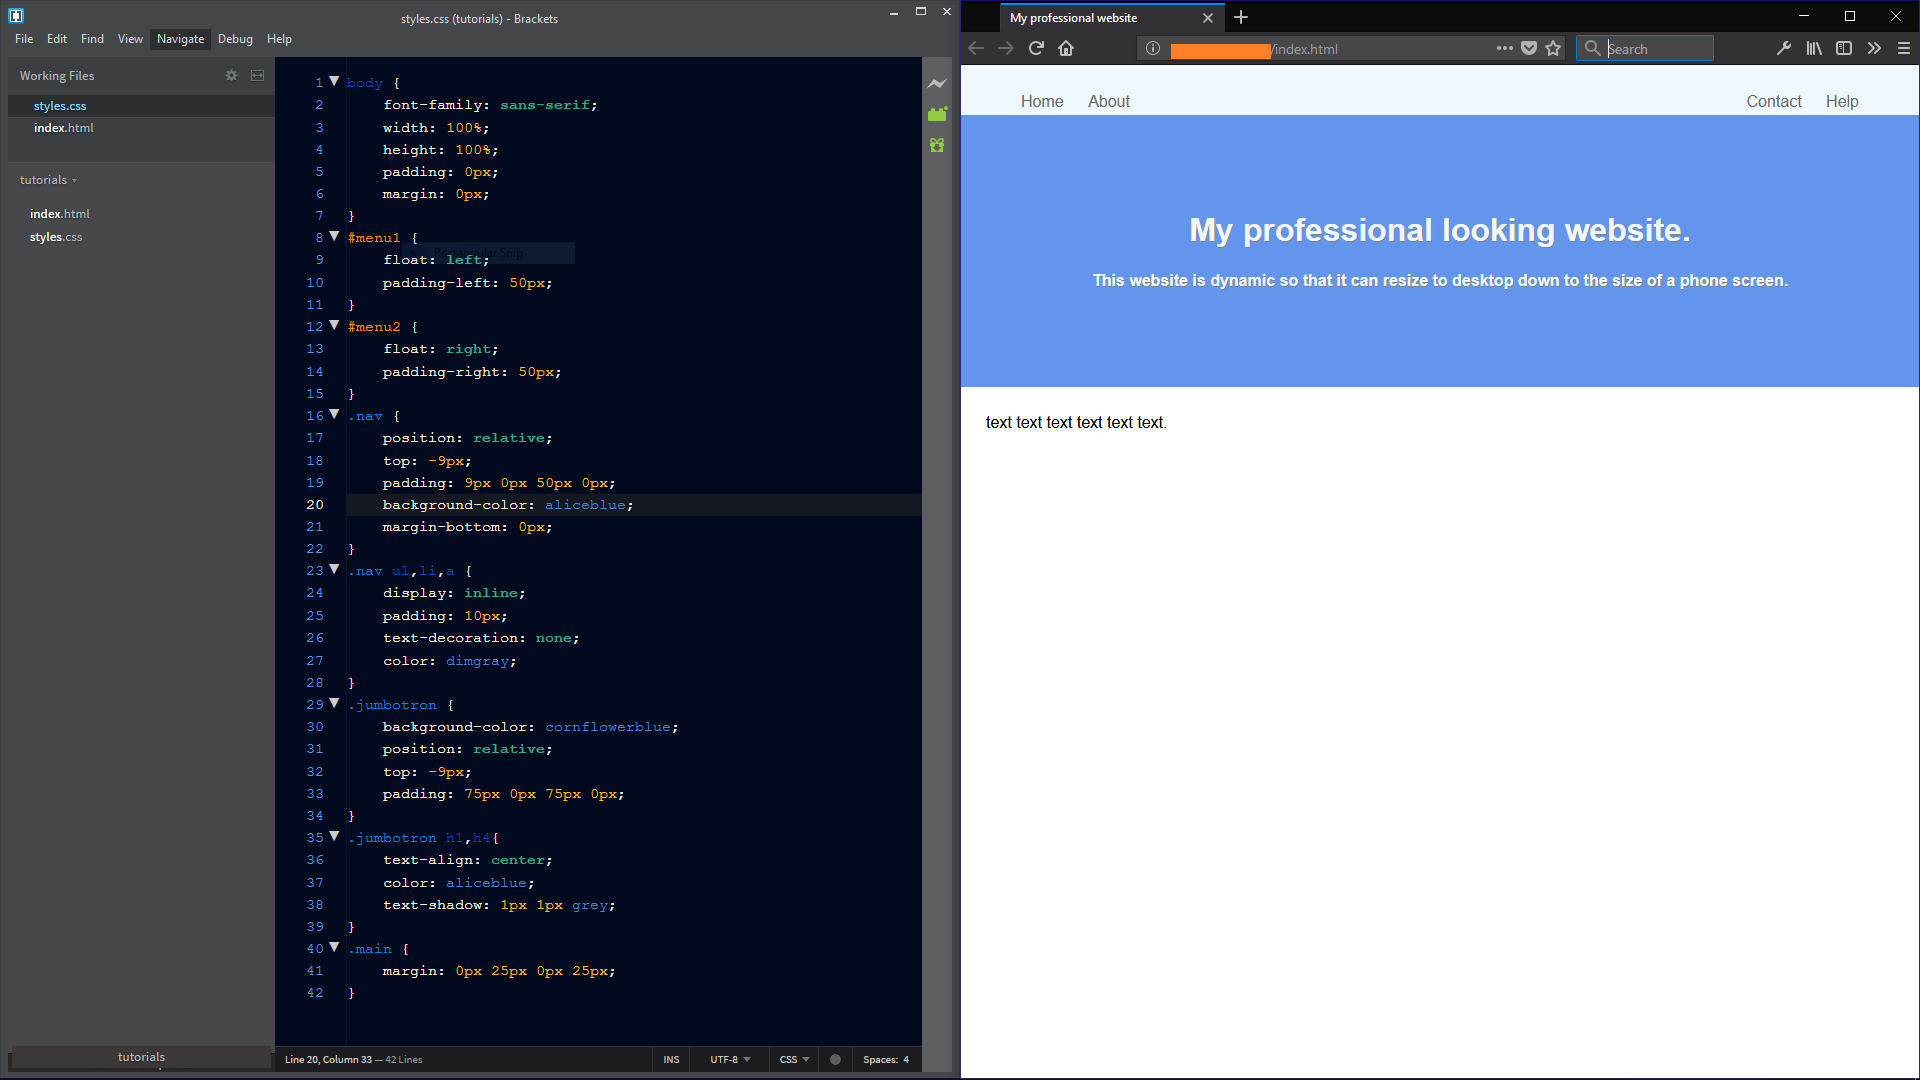 styles.css (tutorials) - Brackets
File Edit Find View Navigate Debug Help
Working Files
styles.css
index.html
tutorials
index.html
styles.css
tutorials
1 body {
2 font-family: sans-serif;
3 width: 100%;
4 height: 100%;
5 padding: 0px;
6 margin: 0px;
7 }
8 #menu1 {
Rectangular Snip
9 float: left;
10 padding-left: 50px;
11 }
12 #menu2 {
13 float: right;
14 padding-right: 50px;
15 }
16 .nav {
17 position: relative;
18 top: -9px;
19 padding: 9px 0px 50px 0px;
20 background-color: aliceblue;
21 margin-bottom: 0px;
22 }
23 .nav ul,li,a {
24 display: inline;
25 padding: 10px;
26 text-decoration: none;
27 color: dimgray;
28 }
29 .jumbotron {
30 background-color: cornflowerblue;
31 position: relative;
32 top: -9px;
33 padding: 75px 0px 75px 0px;
34 }
35 .jumbotron h1,h4{
36 text-align: center;
37 color: aliceblue;
38 text-shadow: 1px 1px grey;
39 }
40 .main {
41 margin: 0px 25px 0px 25px;
42 }
Line 20, Column 33 — 42 Lines INS UTF-8 CSS Spaces: 4
My professional website
/index.html Search
Home About Contact Help
My professional looking website.
This website is dynamic so that it can resize to desktop down to the size of a phone screen.
text text text text text text.